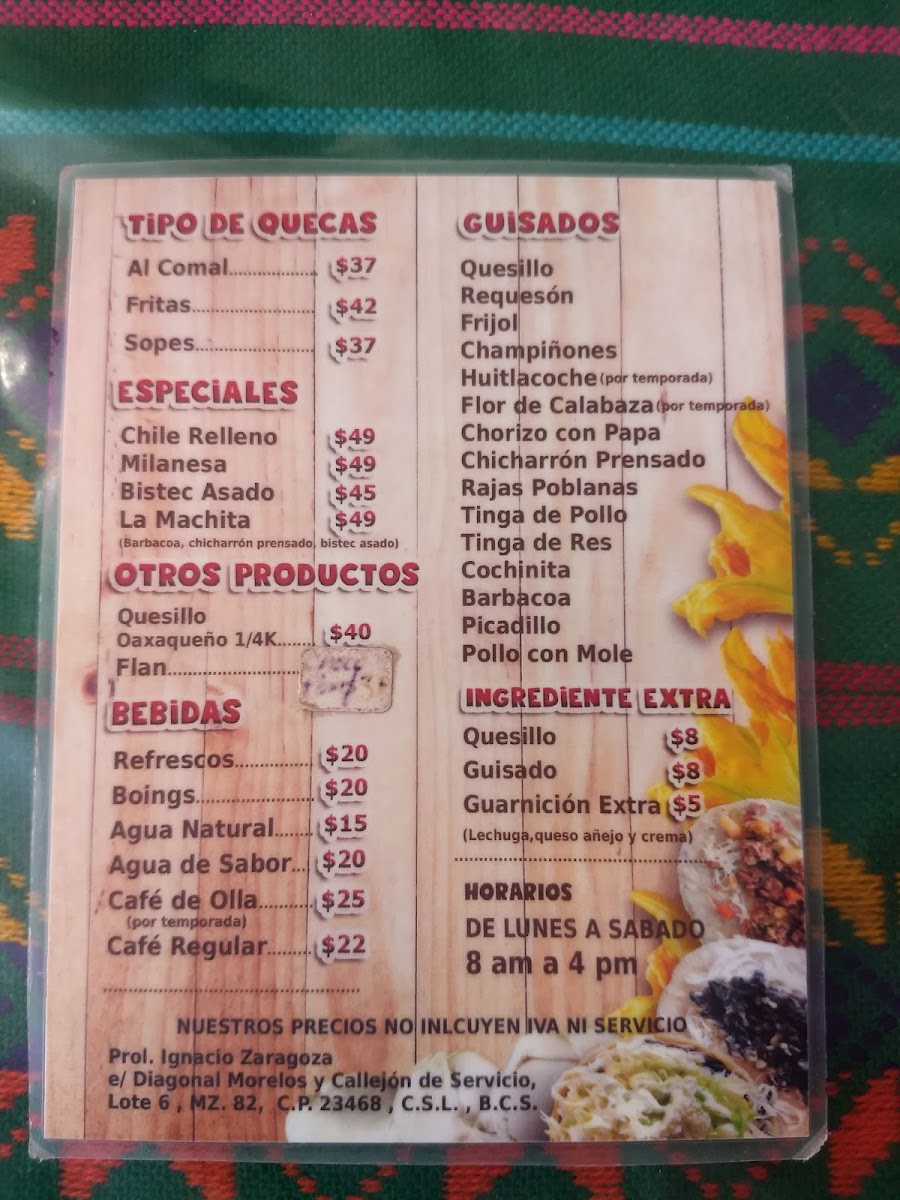 TIPO DE QUECAS
Al Comal.................. $37
Fritas......................... $42
Sopes........................ $37
ESPECIALES
Chile Relleno $49
Milanesa $49
Bistec Asado $45
La Machita $49
(Barbacoa, chicharrón prensado, bistec asado)
OTROS PRODUCTOS
Quesillo
Oaxaqueño 1/4K....... $40
Flan...........................
BEBIDAS
Refrescos................ $20
Boings........................ $20
Agua Natural........ $15
Agua de Sabor.... $20
Café de Olla........... $25
(por temporada)
Café Regular......... $22
GUISADOS
Quesillo
Requesón
Frijol
Champiñones
Huitlacoche (por temporada)
Flor de Calabaza (por temporada)
Chorizo con Papa
Chicharrón Prensado
Rajas Poblanas
Tinga de Pollo
Tinga de Res
Cochinita
Barbacoa
Picadillo
Pollo con Mole
INGREDIENTE EXTRA
Quesillo $8
Guisado $8
Guarnición Extra $5
(Lechuga,queso añejo y crema)
HORARIOS
DE LUNES A SABADO
8 am a 4 pm
NUESTROS PRECIOS NO INLCUYEN IVA NI SERVICIO
Prol. Ignacio Zaragoza
e/ Diagonal Morelos y Callejón de Servicio,
Lote 6 , MZ. 82, C.P. 23468 , C.S.L. , B.C.S.